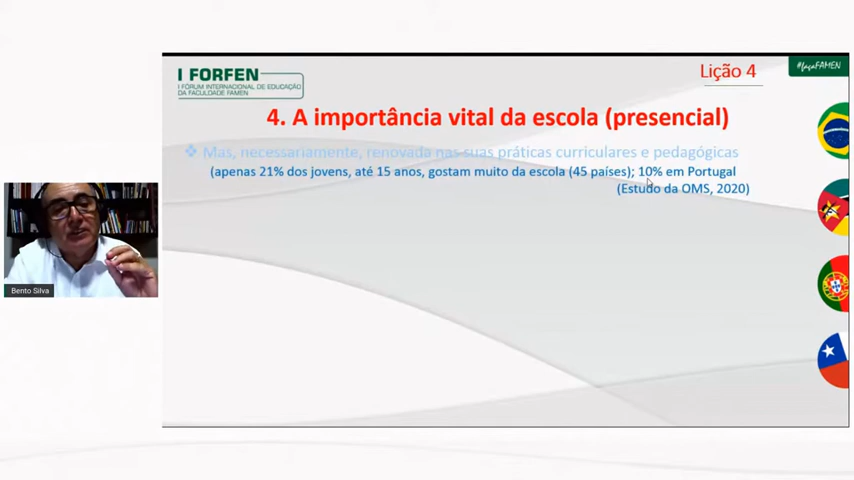 I FORFEN
I FÓRUM INTERNACIONAL DE EDUCAÇÃO
DA FACULDADE FAMEN
Lição 4
#façaFAMEN
4. A importância vital da escola (presencial)
Mas, necessariamente, renovada nas suas práticas curriculares e pedagógicas
(apenas 21% dos jovens, até 15 anos, gostam muito da escola (45 países); 10% em Portugal
(Estudo da OMS, 2020)
Bento Silva